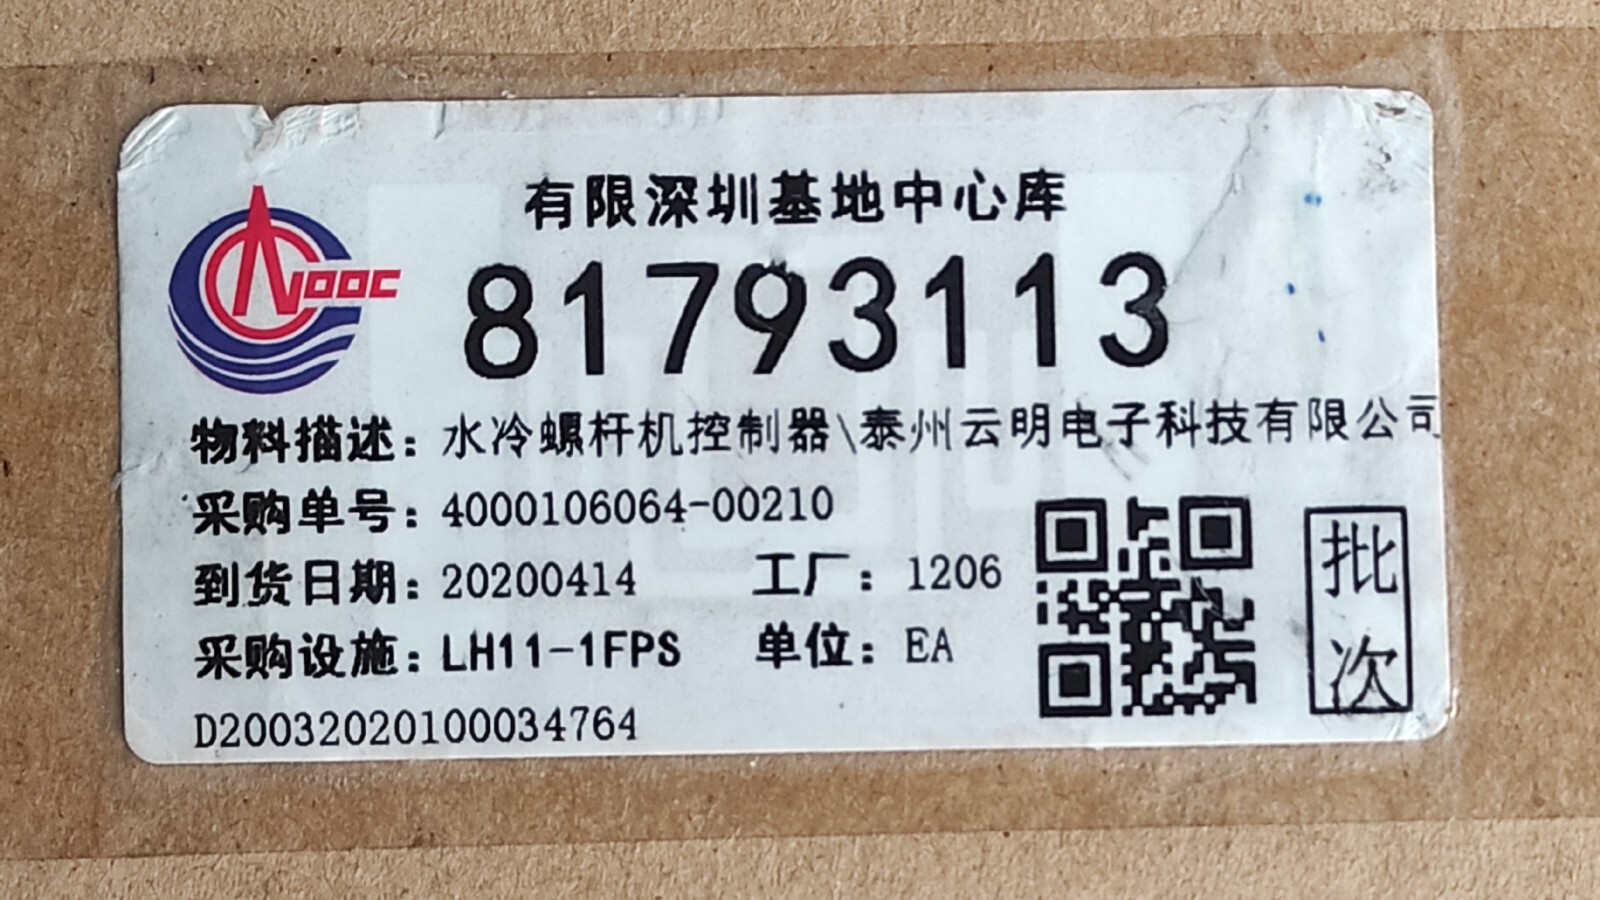 CNOOC
有限深圳基地中心库
81793113
物料描述：水冷螺杆机控制器\泰州云明电子科技有限公司
采购单号：4000106064-00210
到货日期：20200414 工厂：1206
采购设施：LH11-1FPS 单位：EA
D20032020100034764
批次